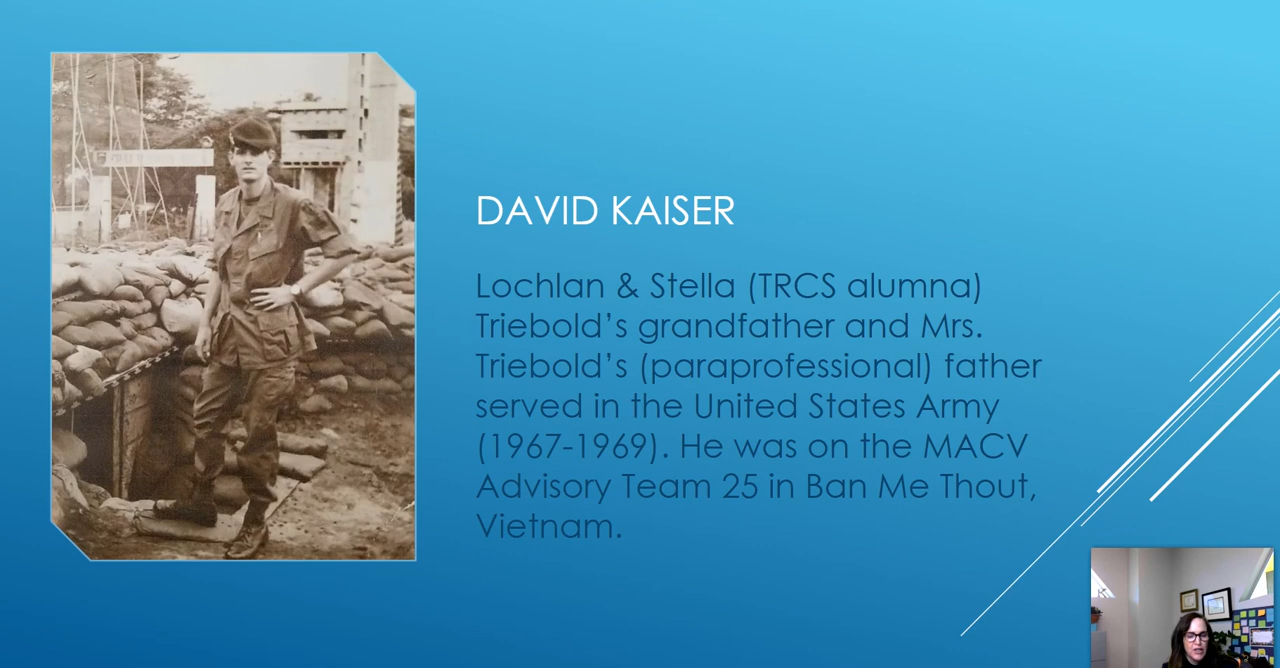 DAVID KAISER
Lochlan & Stella (TRCS alumna)
Triebold’s grandfather and Mrs.
Triebold’s (paraprofessional) father
served in the United States Army
(1967-1969). He was on the MACV
Advisory Team 25 in Ban Me Thout,
Vietnam.